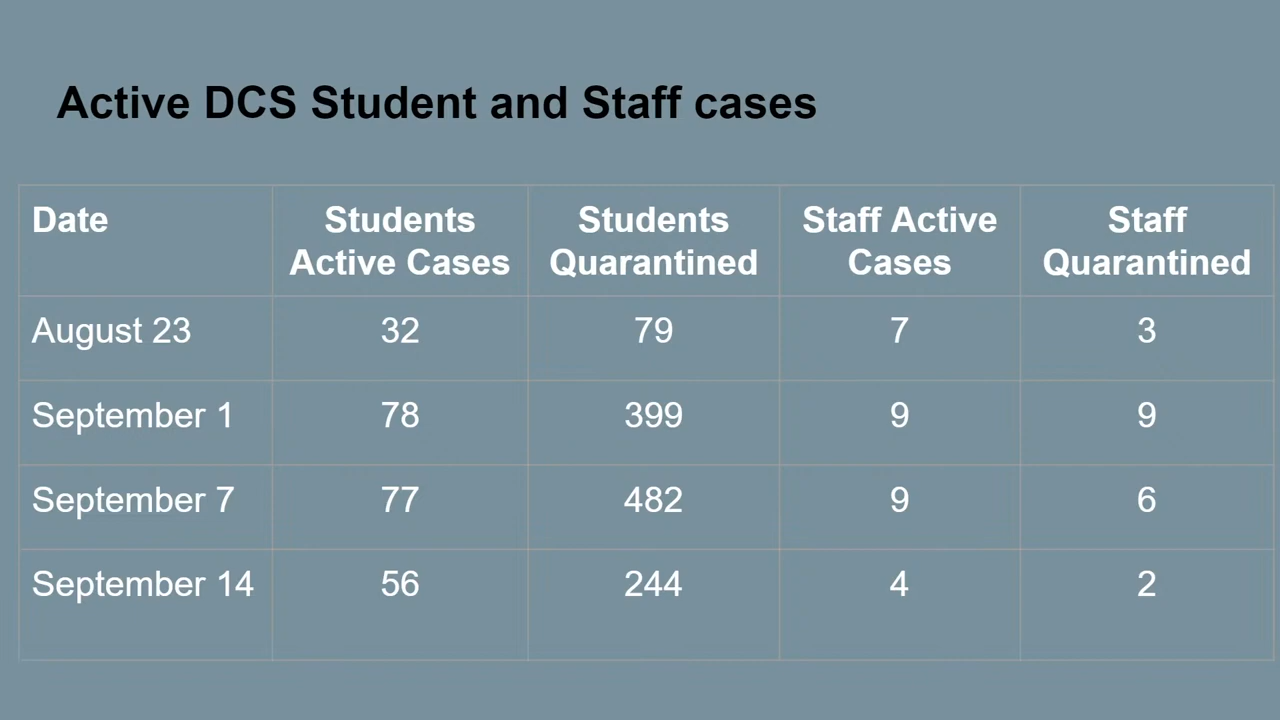 Active DCS Student and Staff cases
Date
Students
Active Cases
Students
Quarantined
Staff Active
Cases
Staff
Quarantined
August 23 32 79 7 3
September 1 78 399 9 9
September 7 77 482 9 6
September 14 56 244 4 2